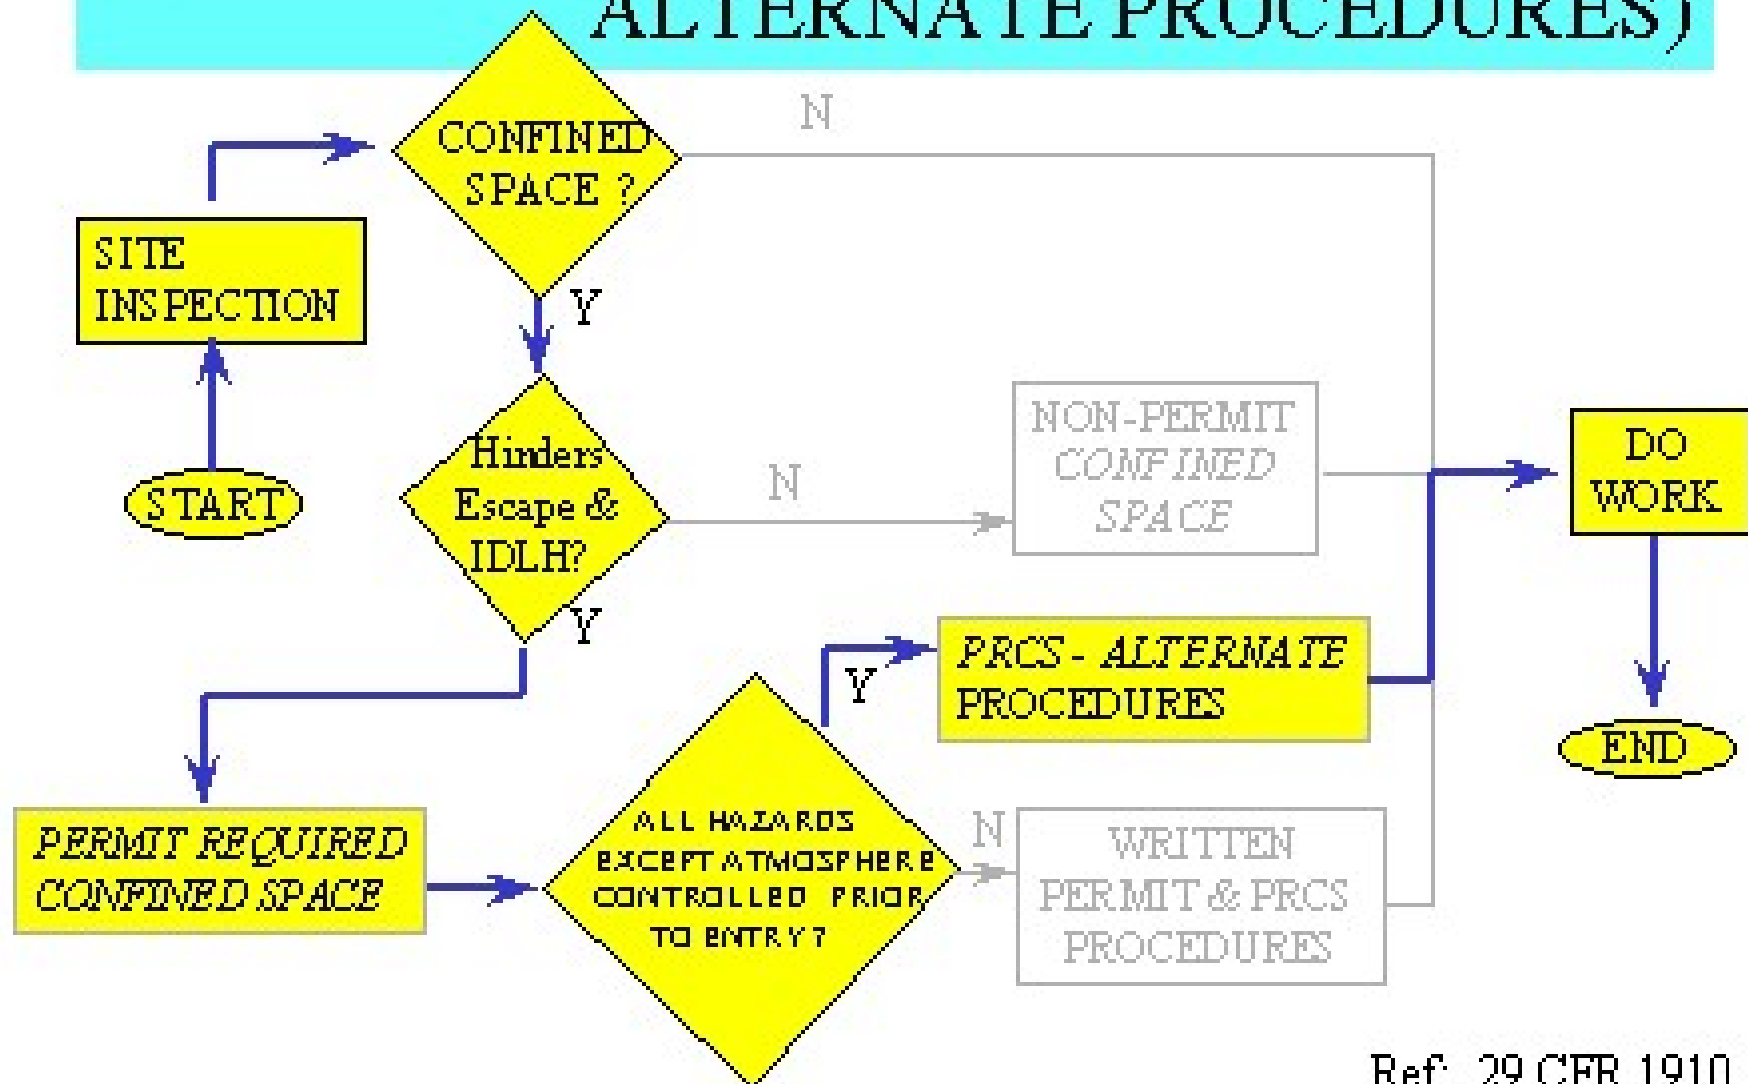 ALTERNATE PROCEDURES)
CONFINED
SPACE ?
N
SITE
INSPECTION
Y
START
Hinders
Escape &
IDLH?
N
NON-PERMIT
CONFINED
SPACE
DO
WORK
Y
PRCS - ALTERNATE
PROCEDURES
Y
END
PERMIT REQUIRED
CONFINED SPACE
ALL HAZARDS
EXCEPT ATMOSPHERE
CONTROLLED PRIOR
TO ENTRY?
N
WRITTEN
PERMIT & PRCS
PROCEDURES
Ref: 29 CFR 1910